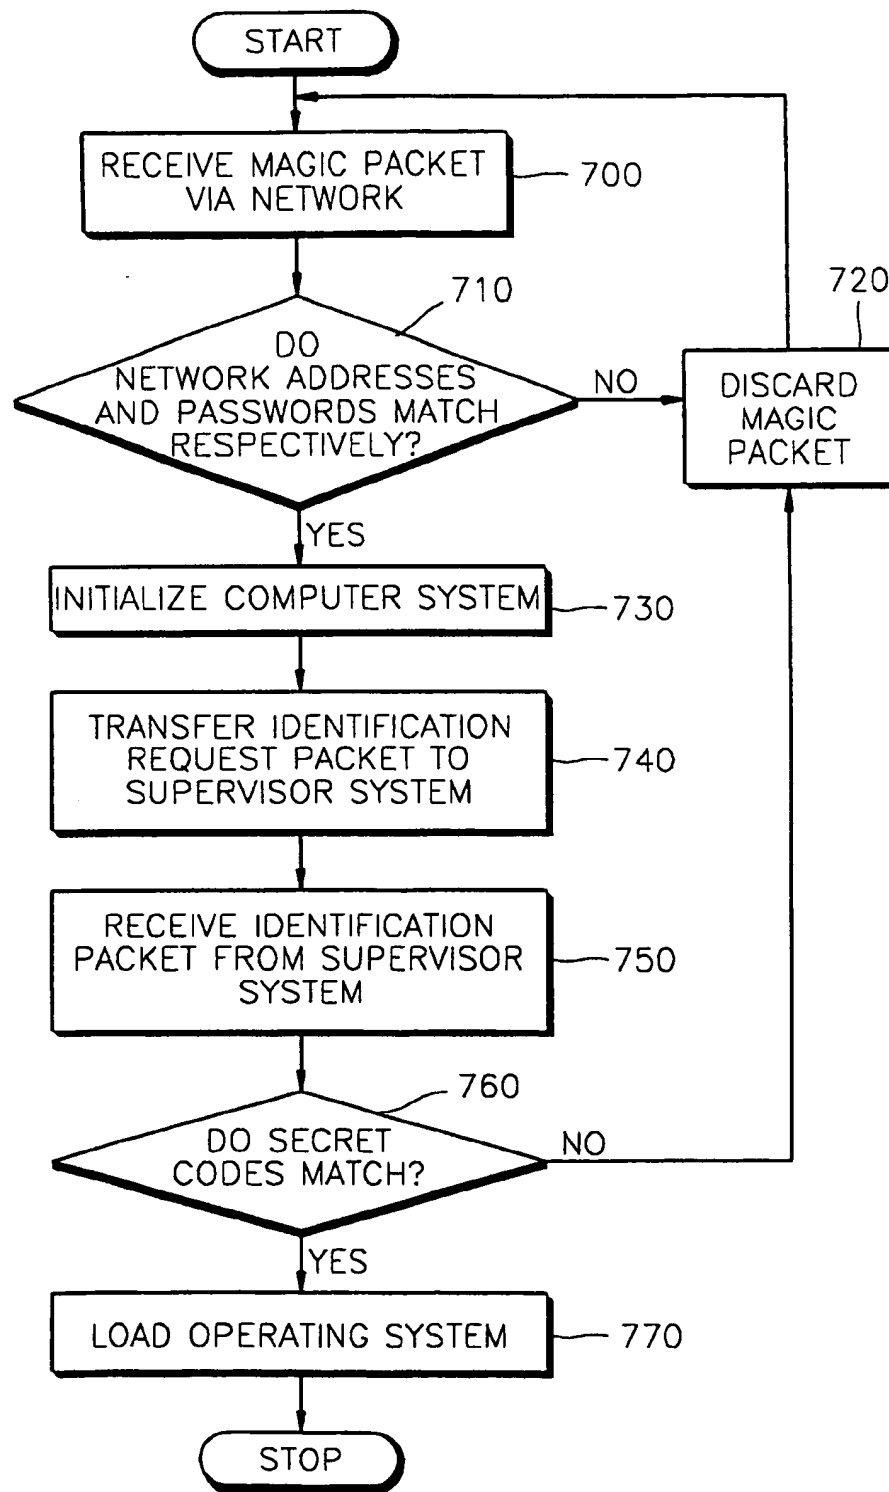 START
RECEIVE MAGIC PACKET
VIA NETWORK
700
710
DO
NETWORK ADDRESSES
AND PASSWORDS MATCH
RESPECTIVELY?
NO
720
DISCARD
MAGIC
PACKET
YES
INITIALIZE COMPUTER SYSTEM
730
TRANSFER IDENTIFICATION
REQUEST PACKET TO
SUPERVISOR SYSTEM
740
RECEIVE IDENTIFICATION
PACKET FROM SUPERVISOR
SYSTEM
750
760
DO SECRET
CODES MATCH?
NO
YES
LOAD OPERATING SYSTEM
770
STOP